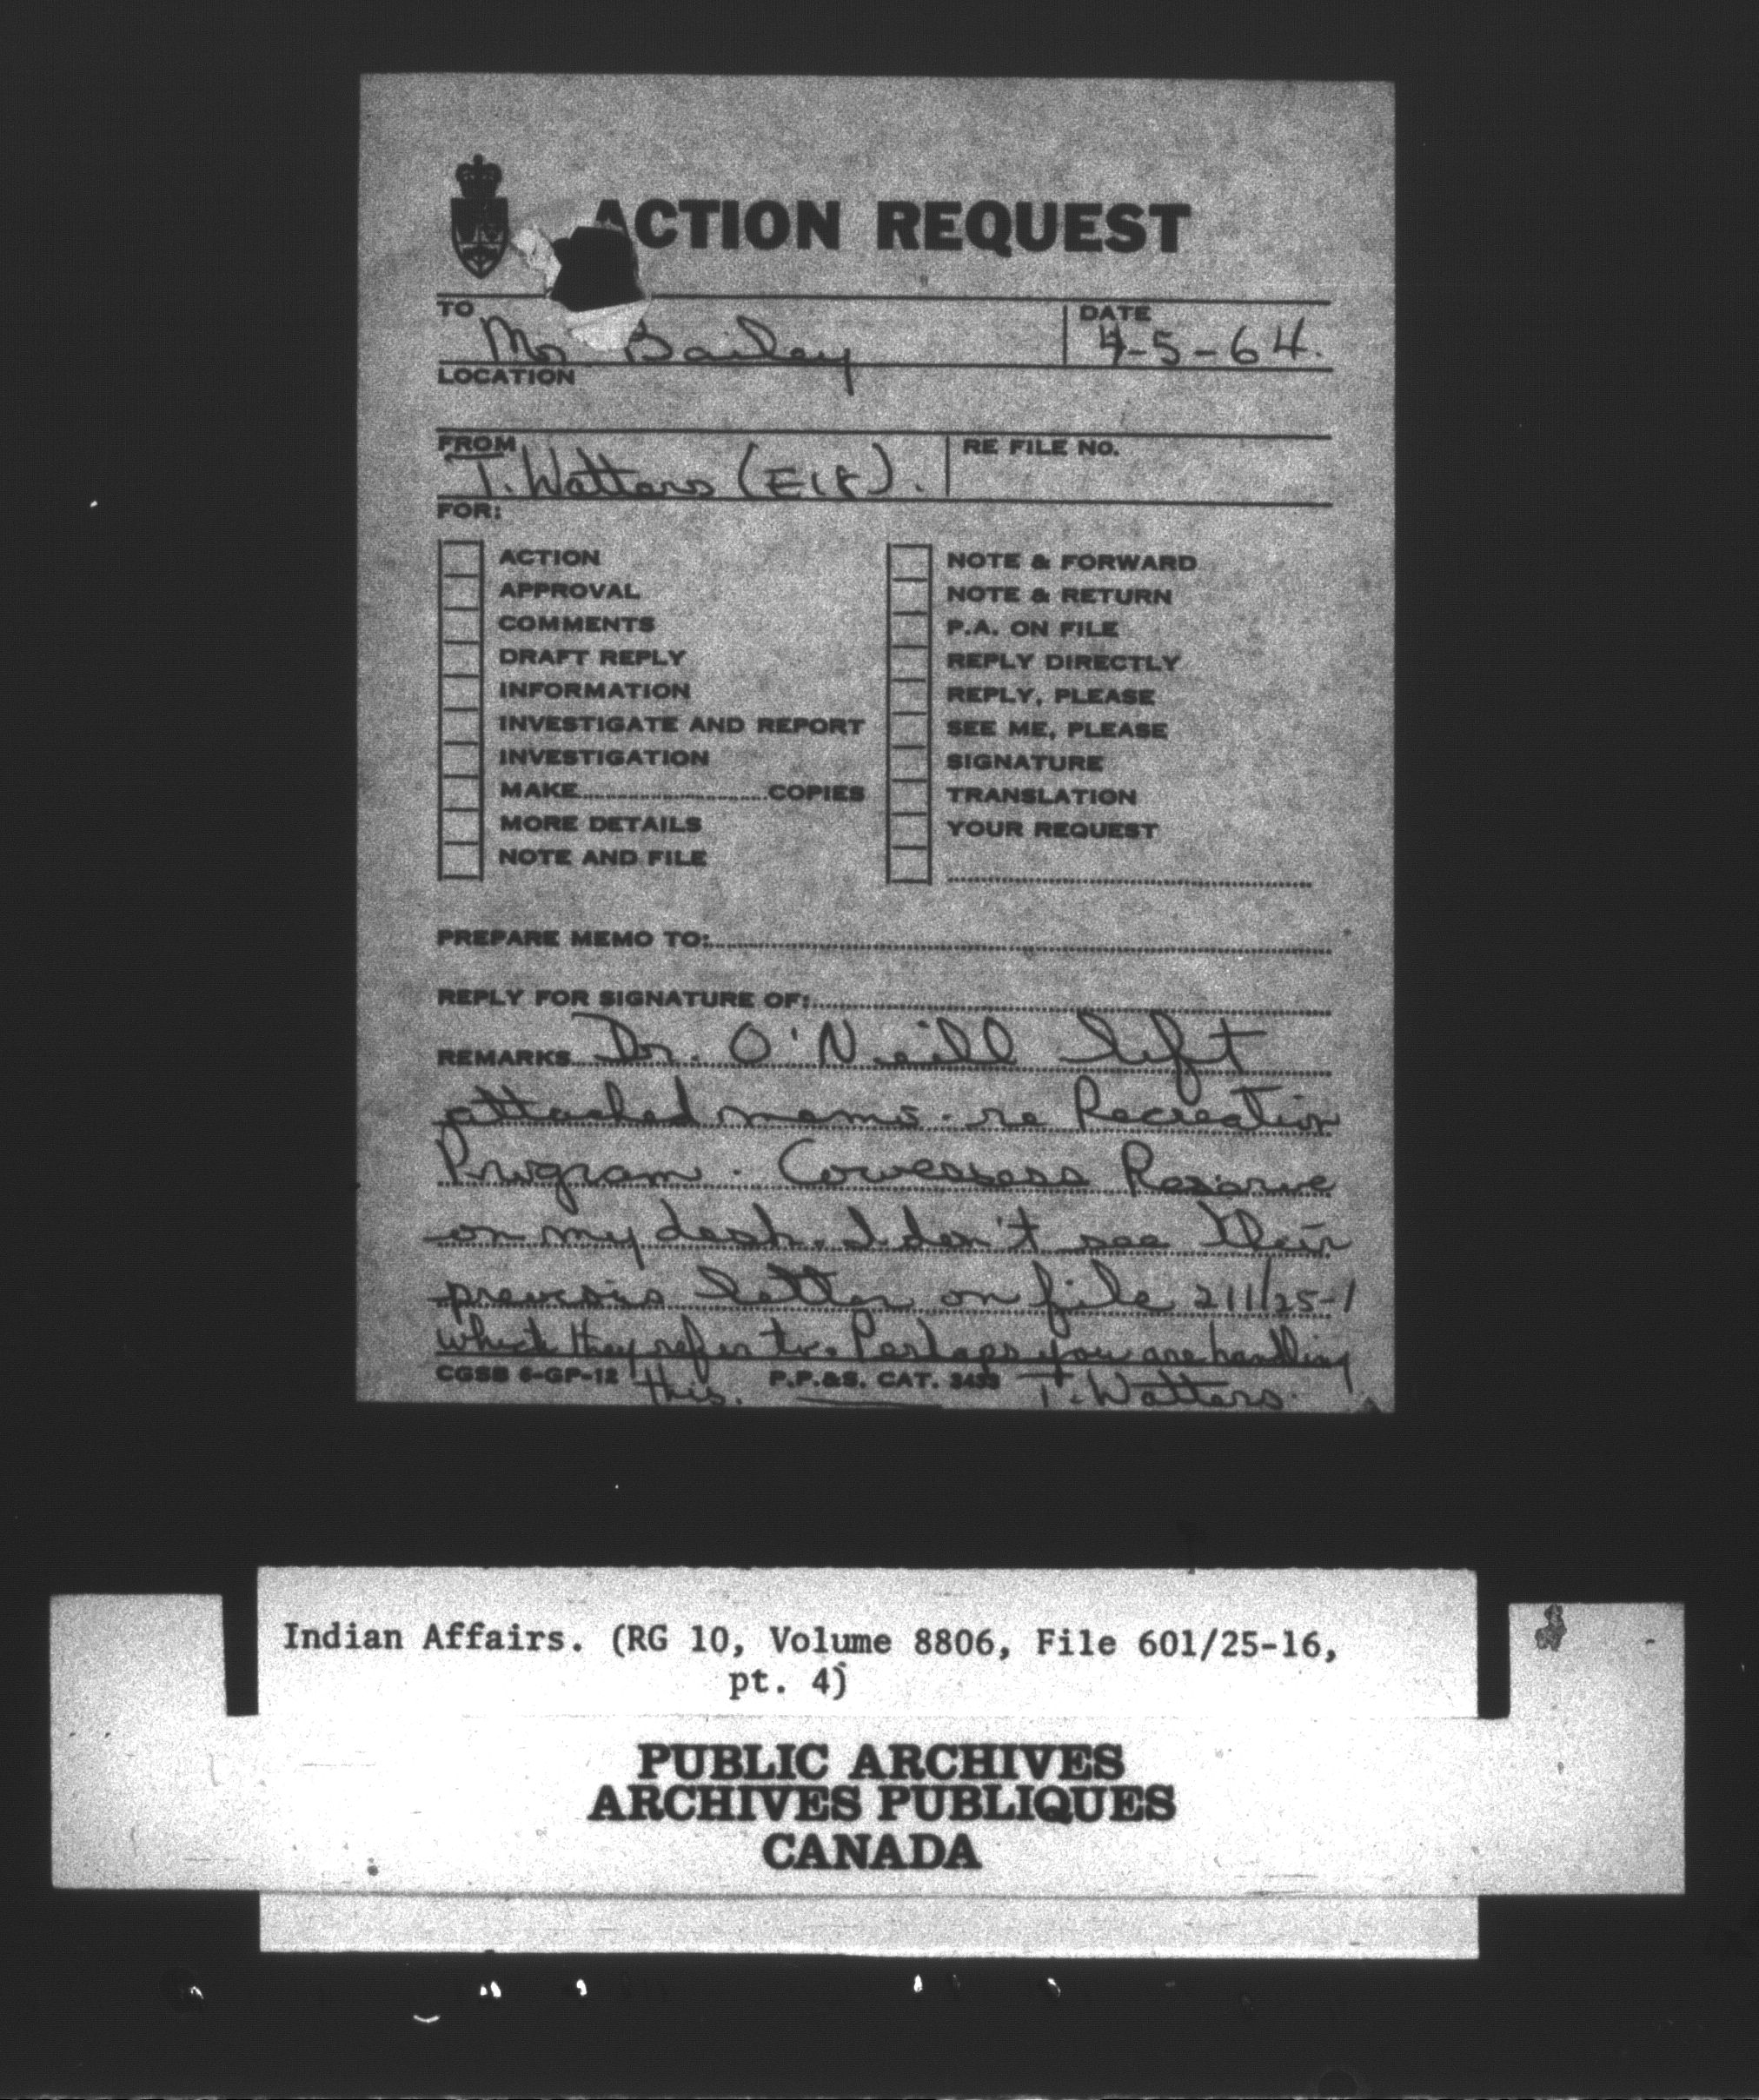 ACTION REQUEST
TO
DATE
Mr Bailey
4-5-64.
LOCATION
FROM
RE FILE NO.
T. Watters (E18).
FOR:
ACTION
APPROVAL
COMMENTS
DRAFT REPLY
INFORMATION
INVESTIGATE AND REPORT
INVESTIGATION
MAKE..........COPIES
MORE DETAILS
NOTE AND FILE
NOTE & FORWARD
NOTE & RETURN
P.A. ON FILE
REPLY DIRECTLY
REPLY, PLEASE
SEE ME, PLEASE
SIGNATURE
TRANSLATION
YOUR REQUEST
PREPARE MEMO TO:
REPLY FOR SIGNATURE OF:
REMARKS Dr. O'Neill left
attached memo - re Recreation
Program - Cowessess Reserve
on my desk. I don't see their
previous letter on file 211/25-1
which they refer to. Perhaps you are handling
this. T. Watters.
CGSB 6-GP-12 P.P.&S. CAT. 3493
Indian Affairs. (RG 10, Volume 8806, File 601/25-16,
pt. 4)
PUBLIC ARCHIVES
ARCHIVES PUBLIQUES
CANADA